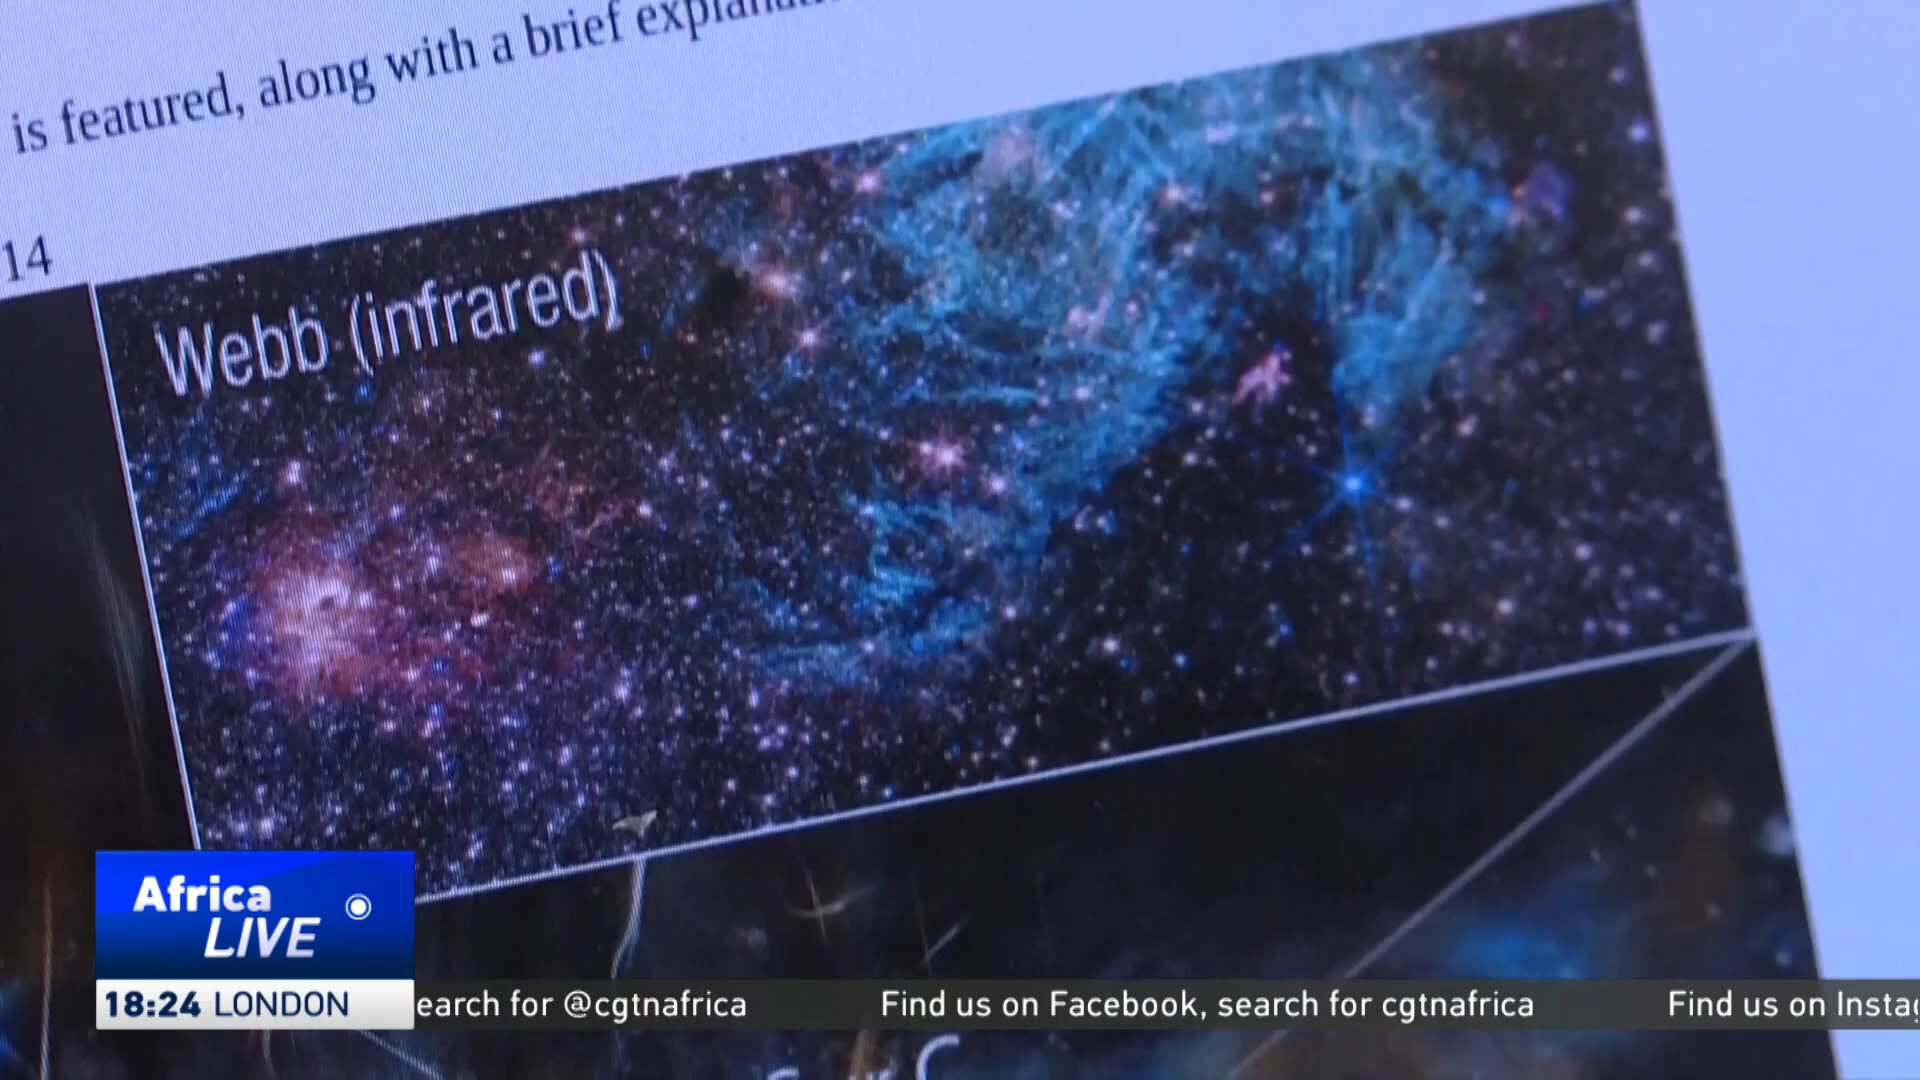 is featured, along with a brief
14
Webb (infrared)
Africa
LIVE
18:24 LONDON
earch for @cgtnafrica Find us on Facebook, search for cgtnafrica Find us on Insta